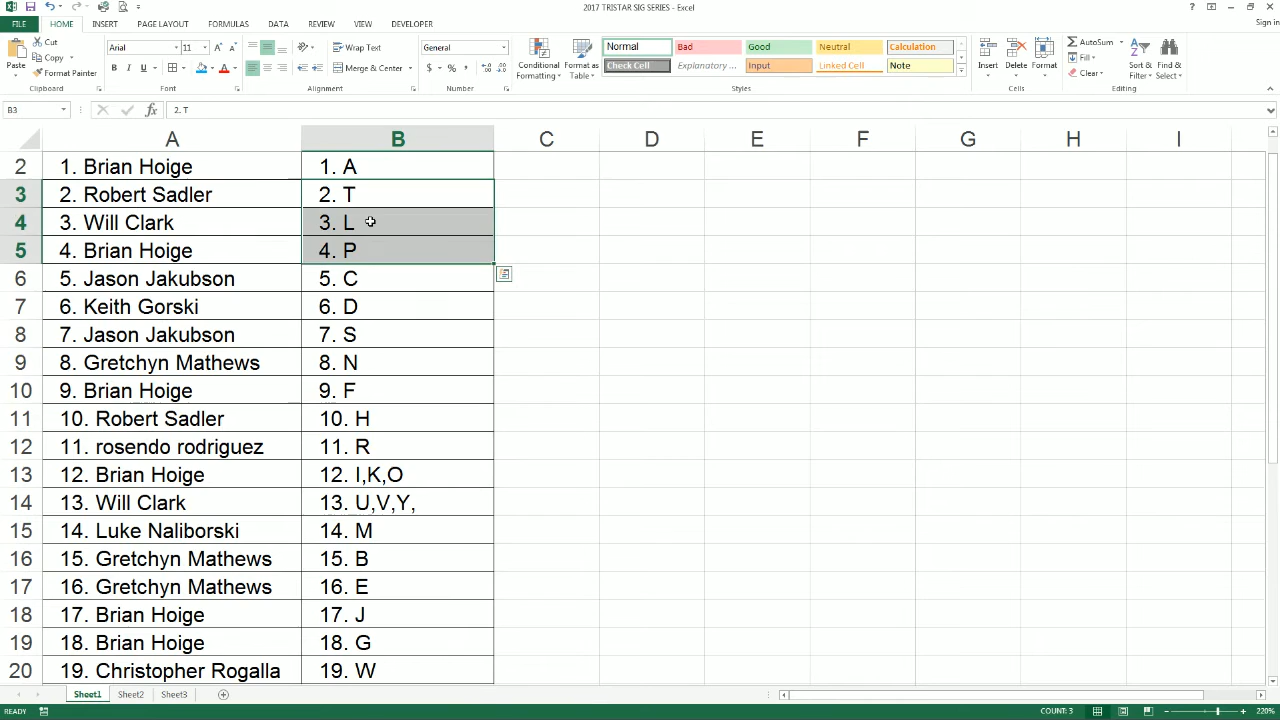 2017 TRISTAR SIG SERIES - Excel
FILE HOME INSERT PAGE LAYOUT FORMULAS DATA REVIEW VIEW DEVELOPER Sign in
Paste Cut Copy Format Painter Clipboard
Arial 11 B I U Font
Wrap Text Merge & Center Alignment
General $ % , Number
Conditional Formatting Format as Table Normal Bad Good Neutral Calculation
Check Cell Explanatory ... Input Linked Cell Note Styles
Insert Delete Format Cells
AutoSum Fill Clear Sort & Filter Find & Select Editing
B3 fx 2. T
A B C D E F G H I
2 1. Brian Hoige 1. A
3 2. Robert Sadler 2. T
4 3. Will Clark 3. L
5 4. Brian Hoige 4. P
6 5. Jason Jakubson 5. C
7 6. Keith Gorski 6. D
8 7. Jason Jakubson 7. S
9 8. Gretchyn Mathews 8. N
10 9. Brian Hoige 9. F
11 10. Robert Sadler 10. H
12 11. rosendo rodriguez 11. R
13 12. Brian Hoige 12. I,K,O
14 13. Will Clark 13. U,V,Y,
15 14. Luke Naliborski 14. M
16 15. Gretchyn Mathews 15. B
17 16. Gretchyn Mathews 16. E
18 17. Brian Hoige 17. J
19 18. Brian Hoige 18. G
20 19. Christopher Rogalla 19. W
Sheet1 Sheet2 Sheet3
READY COUNT: 3 220%